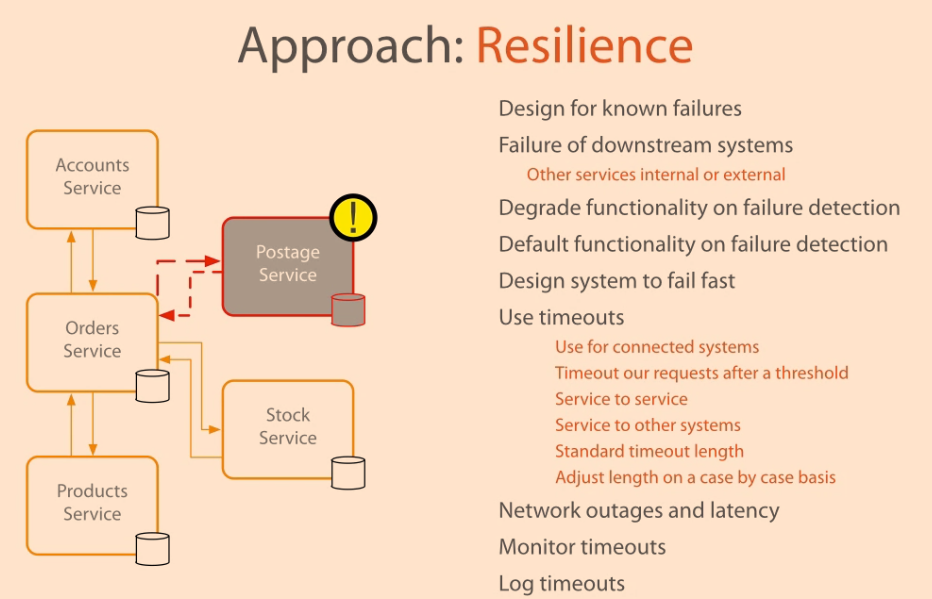 Approach: Resilience
Accounts
Service
Postage
Service
Orders
Service
Stock
Service
Products
Service
!
Design for known failures
Failure of downstream systems
Other services internal or external
Degrade functionality on failure detection
Default functionality on failure detection
Design system to fail fast
Use timeouts
Use for connected systems
Timeout our requests after a threshold
Service to service
Service to other systems
Standard timeout length
Adjust length on a case by case basis
Network outages and latency
Monitor timeouts
Log timeouts